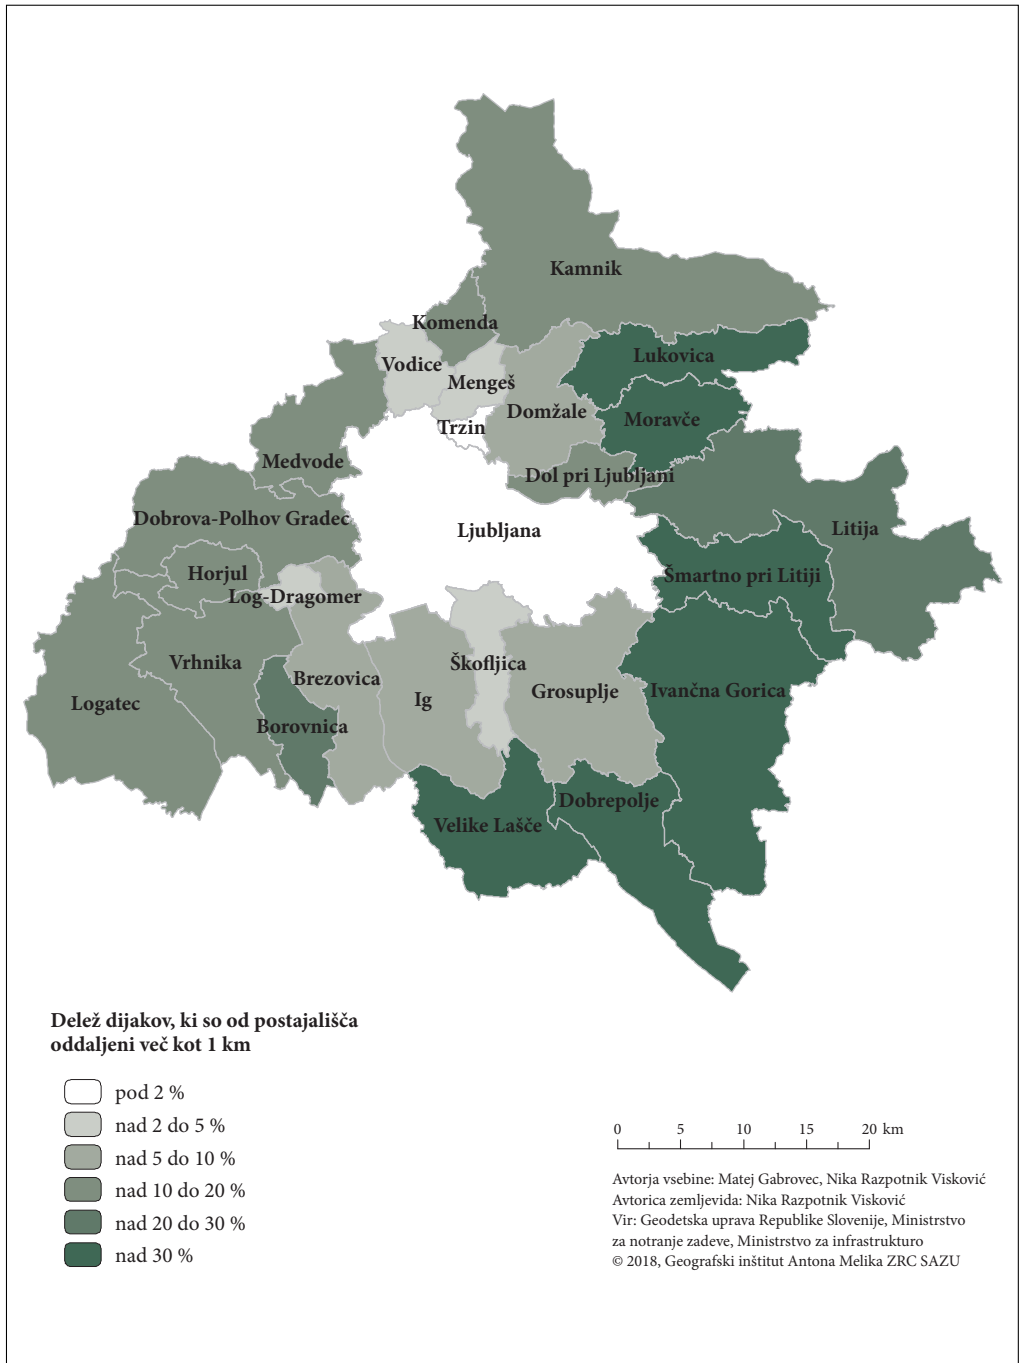 Kamnik
Komenda
Lukovica
Vodice
Mengeš
Domžale
Moravče
Trzin
Medvode
Dol pri Ljubljani
Dobrova-Polhov Gradec
Ljubljana
Litija
Horjul
Šmartno pri Litiji
Log-Dragomer
Vrhnika
Škofljica
Brezovica
Grosuplje
Ivančna Gorica
Logatec
Ig
Borovnica
Dobrepolje
Velike Lašče
Delež dijakov, ki so od postajališča
oddaljeni več kot 1 km
pod 2 %
nad 2 do 5 %
nad 5 do 10 %
nad 10 do 20 %
nad 20 do 30 %
nad 30 %
0 5 10 15 20 km
Avtorja vsebine: Matej Gabrovec, Nika Razpotnik Visković
Avtorica zemljevida: Nika Razpotnik Visković
Vir: Geodetska uprava Republike Slovenije, Ministrstvo
za notranje zadeve, Ministrstvo za infrastrukturo
© 2018, Geografski inštitut Antona Melika ZRC SAZU